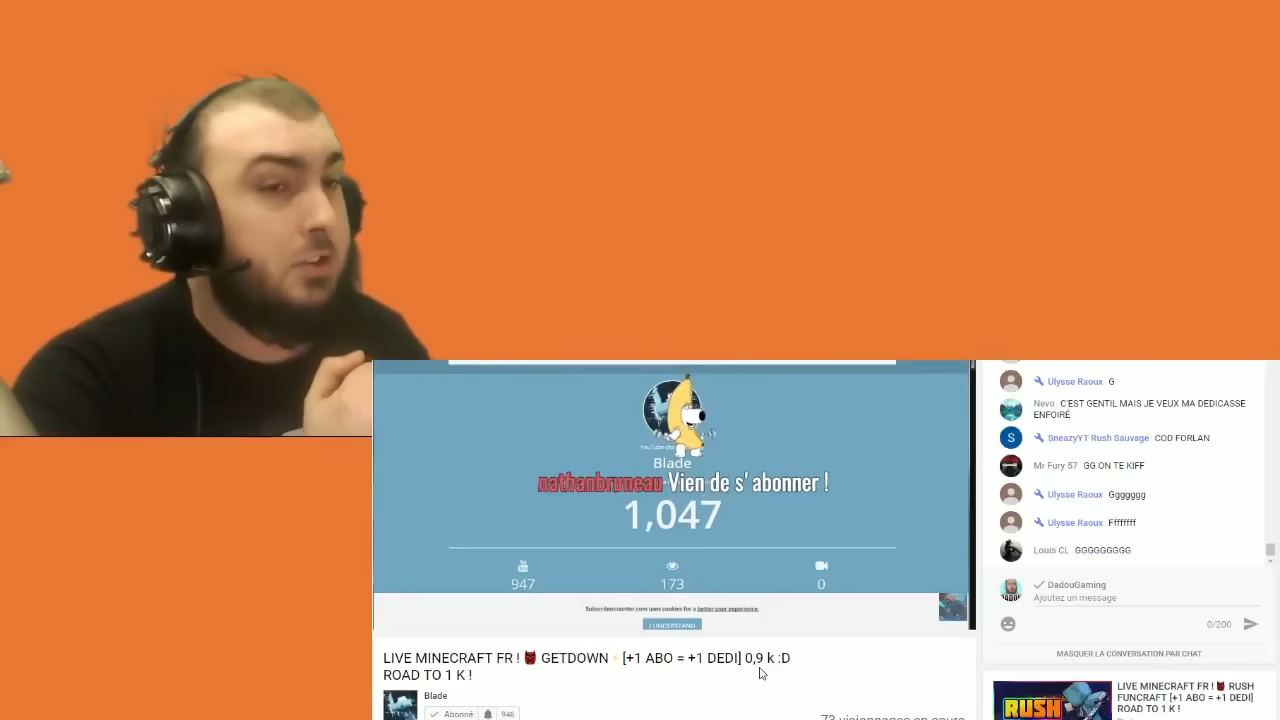 Blade
nathanbruneau Vien de s'abonner !
1,047
947 173 0
Subscribercounter.com uses cookies for a better user experience.
I UNDERSTAND
LIVE MINECRAFT FR ! GETDOWN [+1 ABO = +1 DEDI] 0,9 k :D
ROAD TO 1 K !
Blade
Abonné 946
73 visionnages en cours
Ulysse Raoux G
Nevo C'EST GENTIL MAIS JE VEUX MA DEDICASSE
ENFOIRÉ
S SneazyYT Rush Sauvage COD FORLAN
Mr Fury 57 GG ON TE KIFF
Ulysse Raoux Ggggggg
Ulysse Raoux Fffffff
Louis CL GGGGGGGGG
DadouGaming
Ajoutez un message
0/200
MASQUER LA CONVERSATION PAR CHAT
RUSH
LIVE MINECRAFT FR ! RUSH
FUNCRAFT [+1 ABO = +1 DEDI]
ROAD TO 1 K !